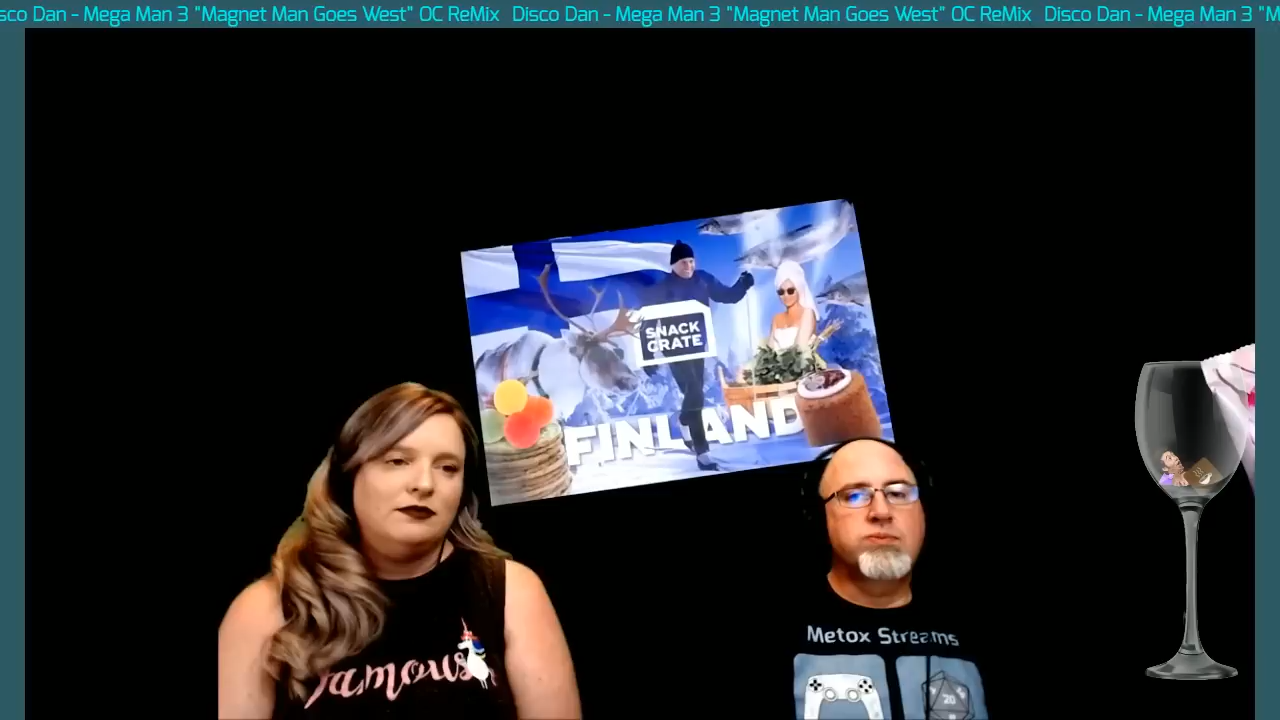 sco Dan - Mega Man 3 "Magnet Man Goes West" OC ReMix Disco Dan - Mega Man 3 "Magnet Man Goes West" OC ReMix Disco Dan - Mega Man 3 "M
SNACK
CRATE
FINLAND
Metox Streams
famous
20